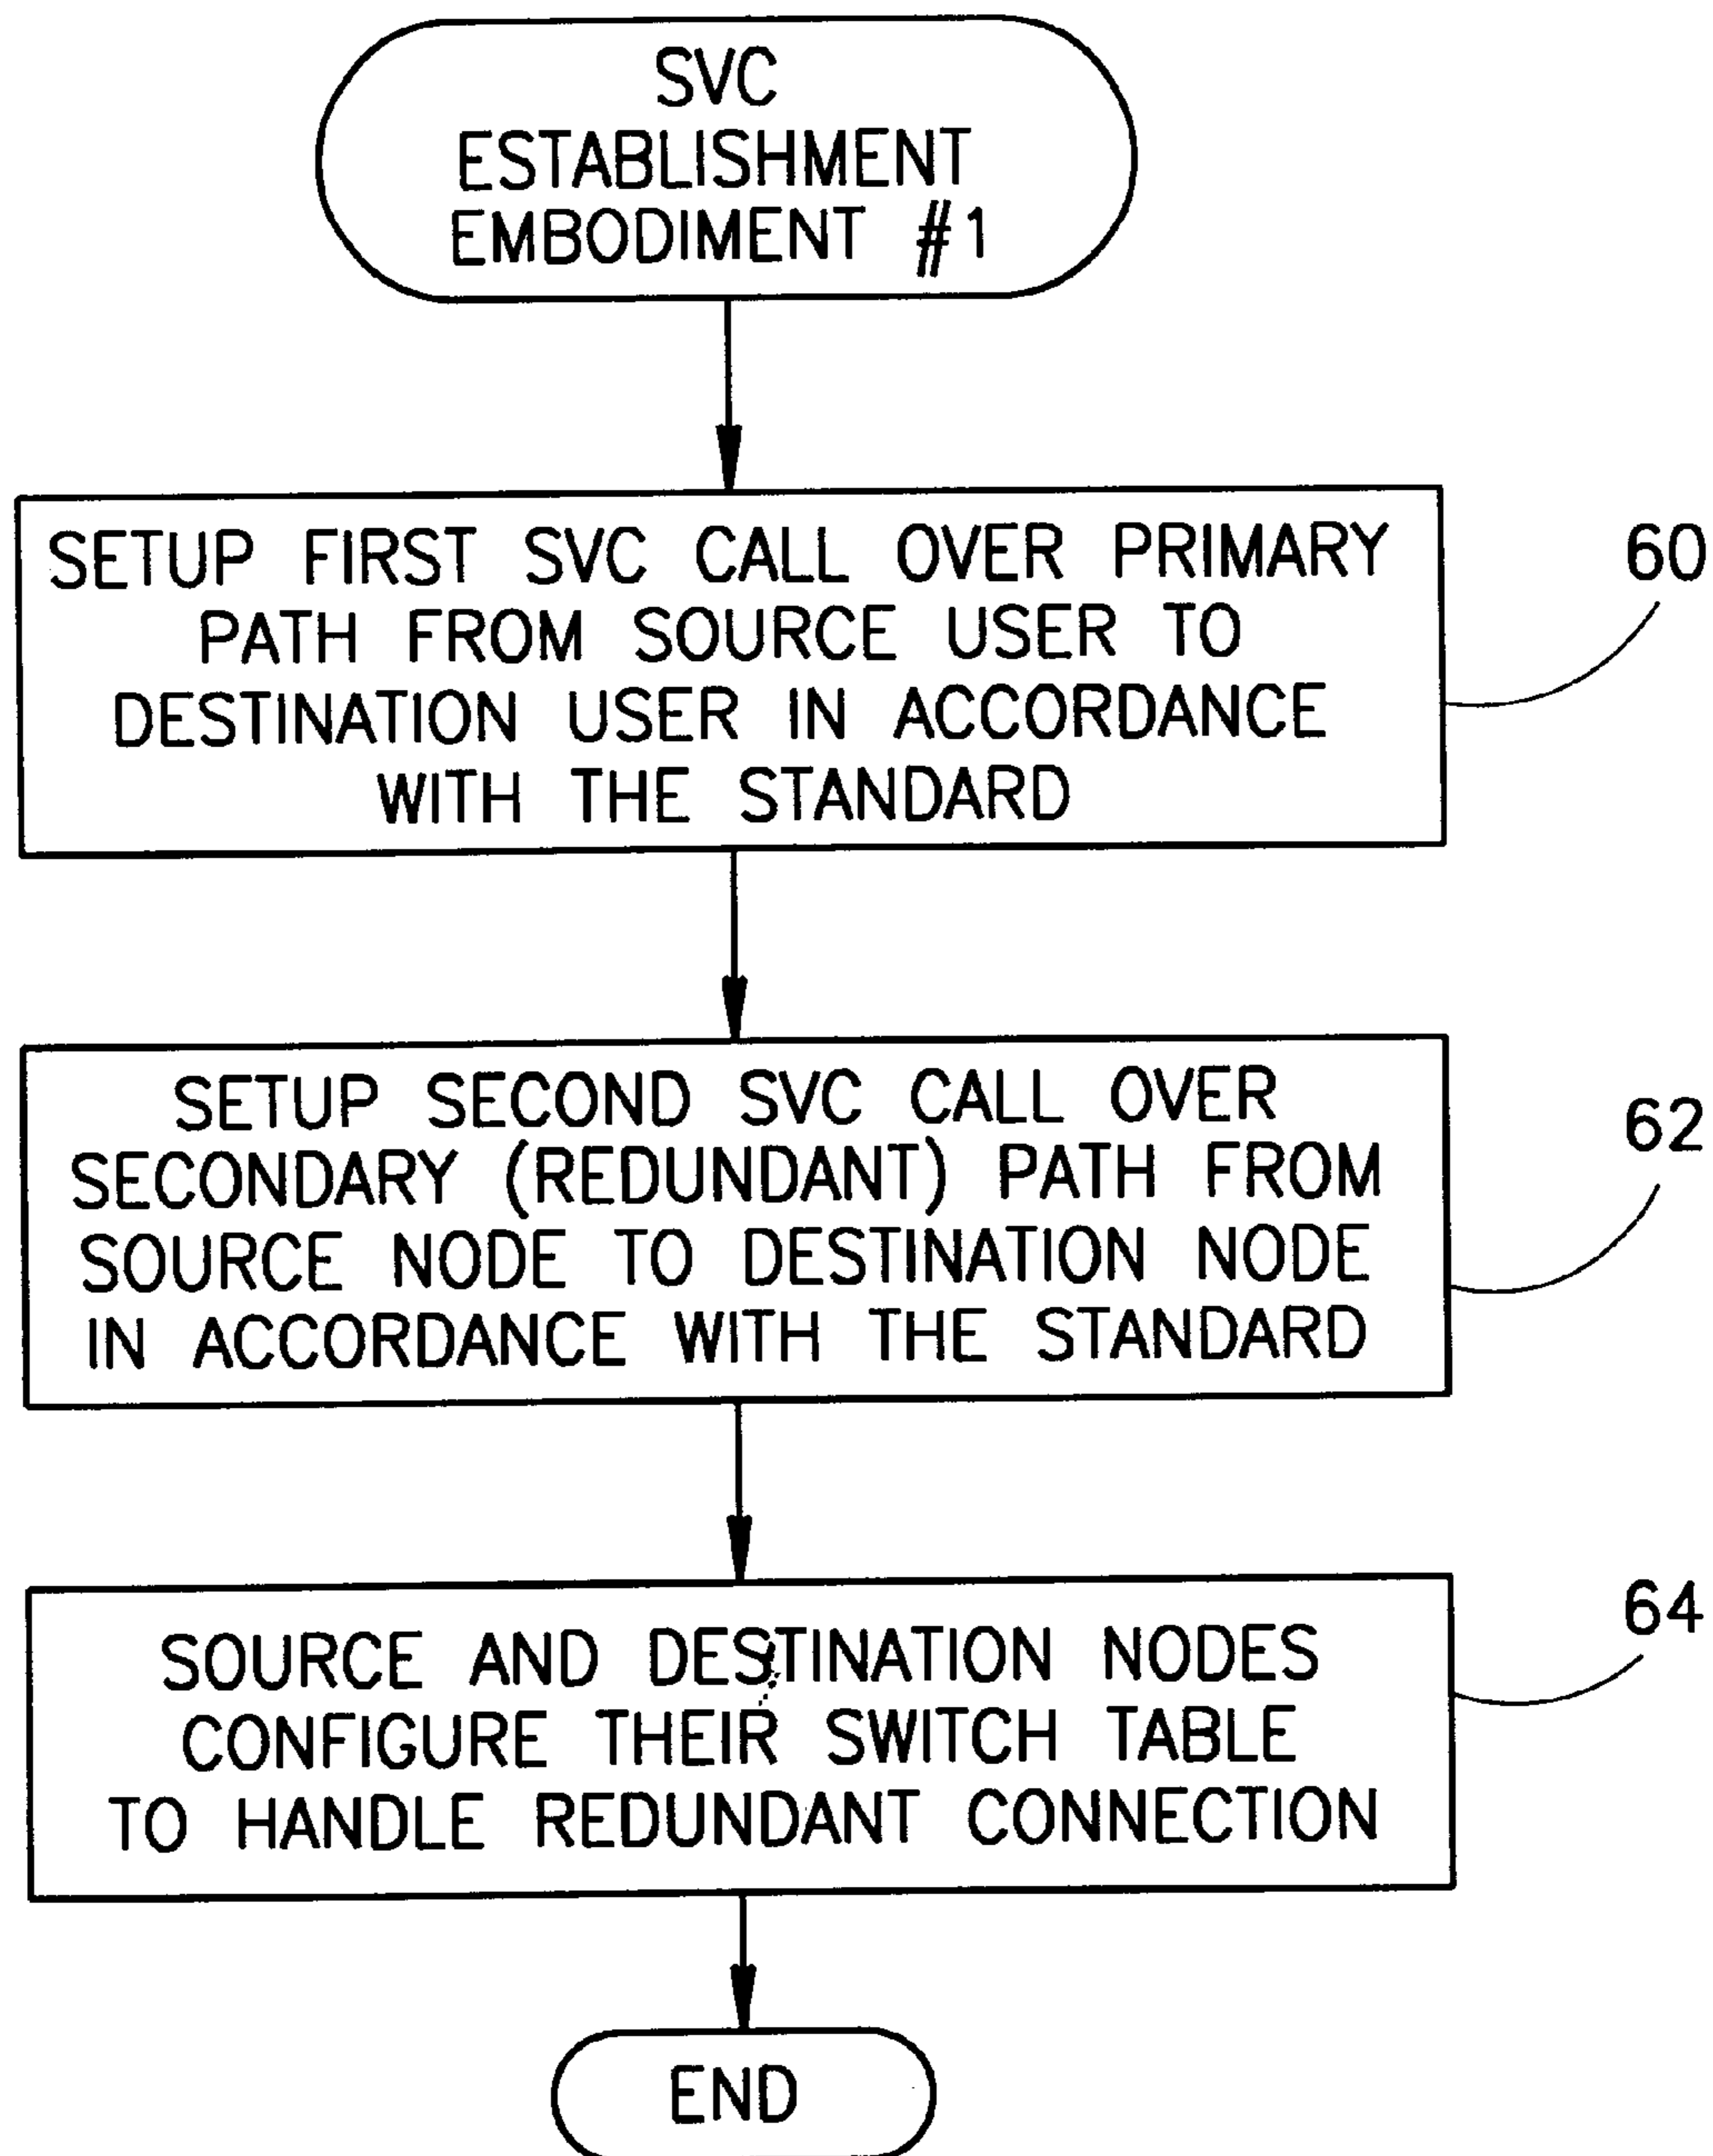 SVC
ESTABLISHMENT
EMBODIMENT #1
SETUP FIRST SVC CALL OVER PRIMARY
PATH FROM SOURCE USER TO
DESTINATION USER IN ACCORDANCE
WITH THE STANDARD
60
SETUP SECOND SVC CALL OVER
SECONDARY (REDUNDANT) PATH FROM
SOURCE NODE TO DESTINATION NODE
IN ACCORDANCE WITH THE STANDARD
62
SOURCE AND DESTINATION NODES
CONFIGURE THEIR SWITCH TABLE
TO HANDLE REDUNDANT CONNECTION
64
END